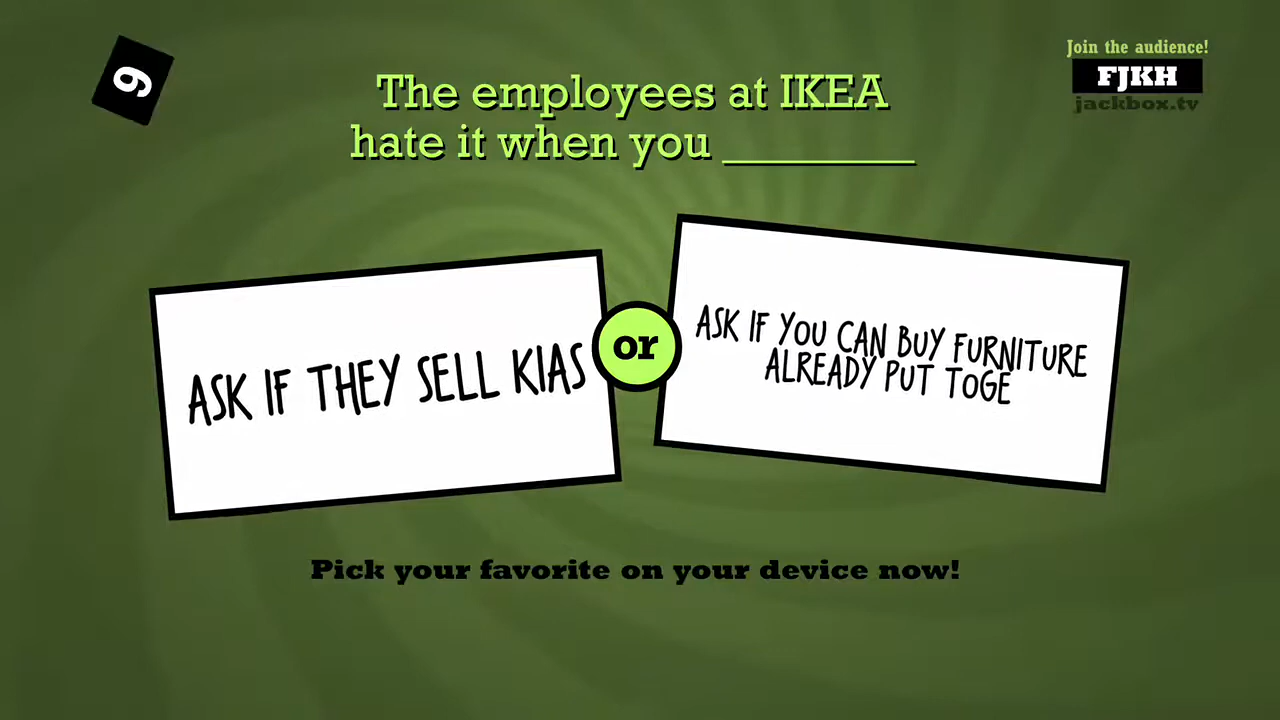 9
Join the audience!
FJKH
jackbox.tv
The employees at IKEA
hate it when you ________
ASK IF THEY SELL KIAS
or
ASK IF YOU CAN BUY FURNITURE
ALREADY PUT TOGE
Pick your favorite on your device now!